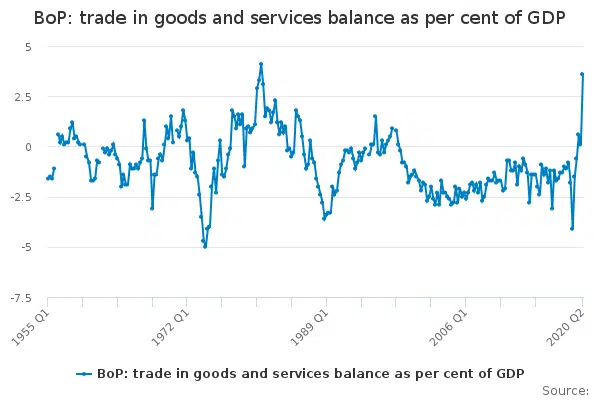 BoP: trade in goods and services balance as per cent of GDP
5
2.5
0
-2.5
-5
-7.5
1955 Q1
1972 Q1
1989 Q1
2006 Q1
2020 Q2
BoP: trade in goods and services balance as per cent of GDP
Source: